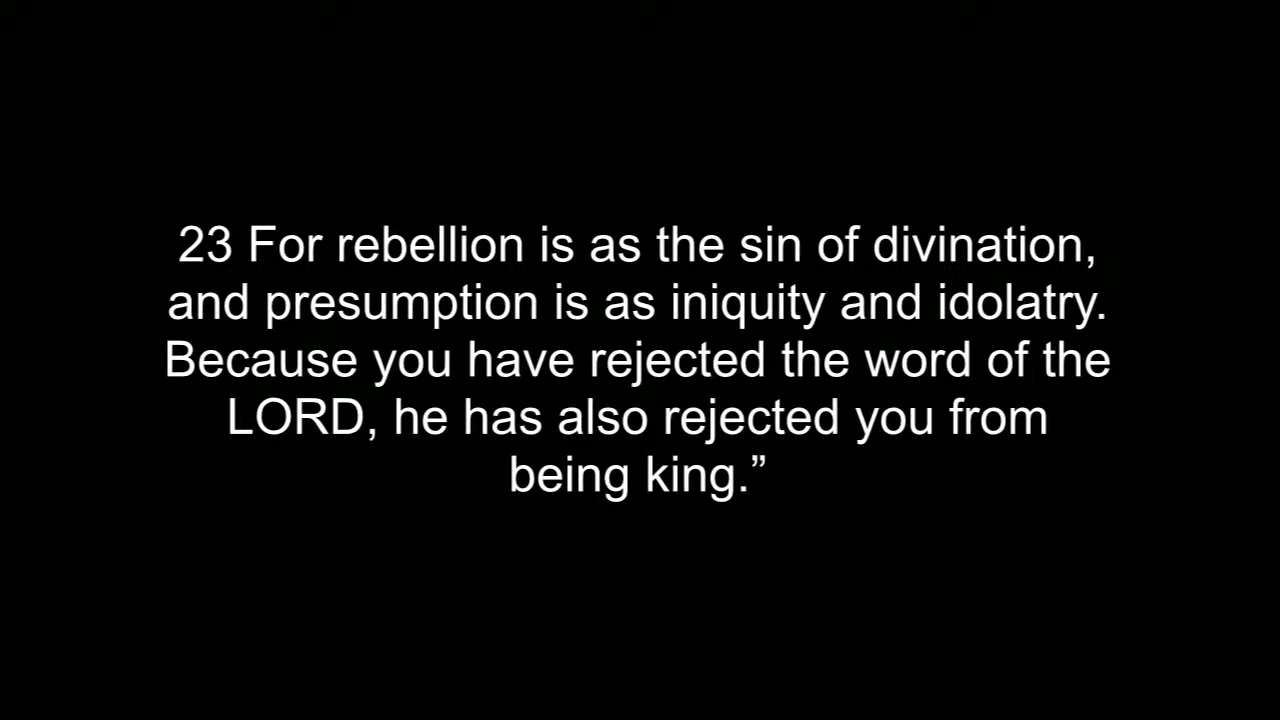 23 For rebellion is as the sin of divination,
and presumption is as iniquity and idolatry.
Because you have rejected the word of the
LORD, he has also rejected you from
being king.”